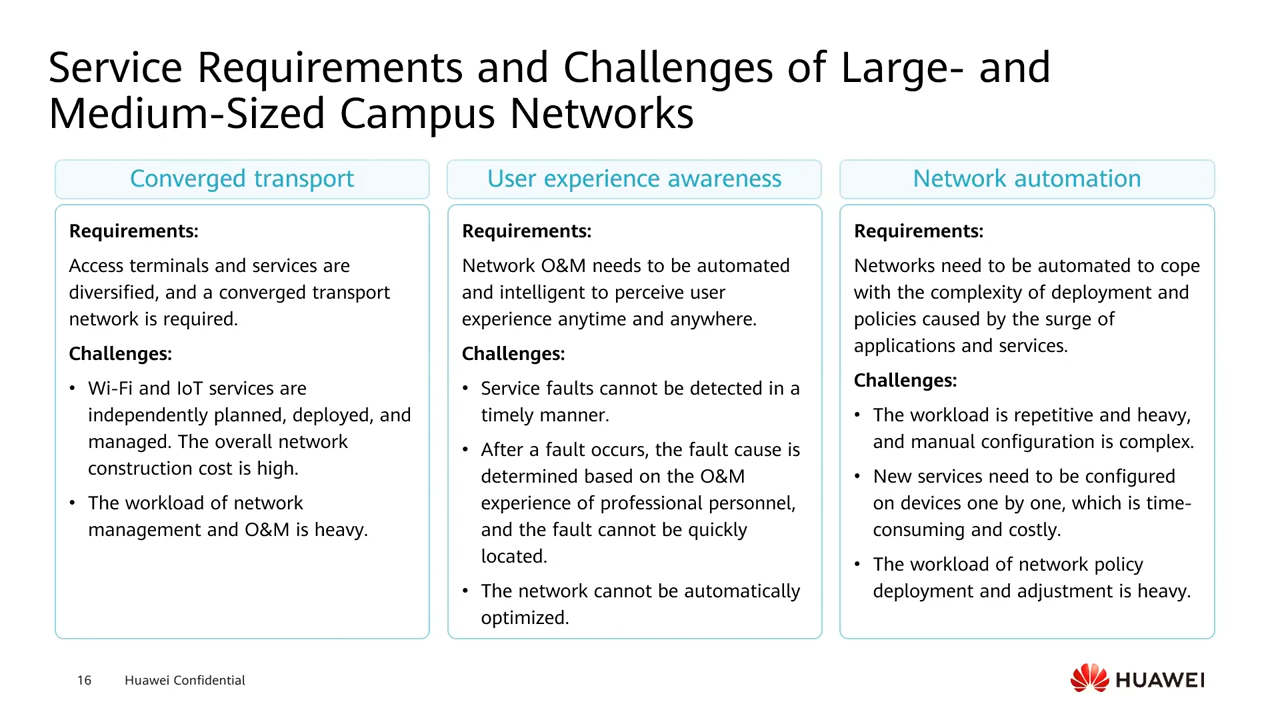 Service Requirements and Challenges of Large- and
Medium-Sized Campus Networks
Converged transport
Requirements:
Access terminals and services are
diversified, and a converged transport
network is required.
Challenges:
• Wi-Fi and IoT services are
independently planned, deployed, and
managed. The overall network
construction cost is high.
• The workload of network
management and O&M is heavy.
User experience awareness
Requirements:
Network O&M needs to be automated
and intelligent to perceive user
experience anytime and anywhere.
Challenges:
• Service faults cannot be detected in a
timely manner.
• After a fault occurs, the fault cause is
determined based on the O&M
experience of professional personnel,
and the fault cannot be quickly
located.
• The network cannot be automatically
optimized.
Network automation
Requirements:
Networks need to be automated to cope
with the complexity of deployment and
policies caused by the surge of
applications and services.
Challenges:
• The workload is repetitive and heavy,
and manual configuration is complex.
• New services need to be configured
on devices one by one, which is time-
consuming and costly.
• The workload of network policy
deployment and adjustment is heavy.
16 Huawei Confidential
HUAWEI